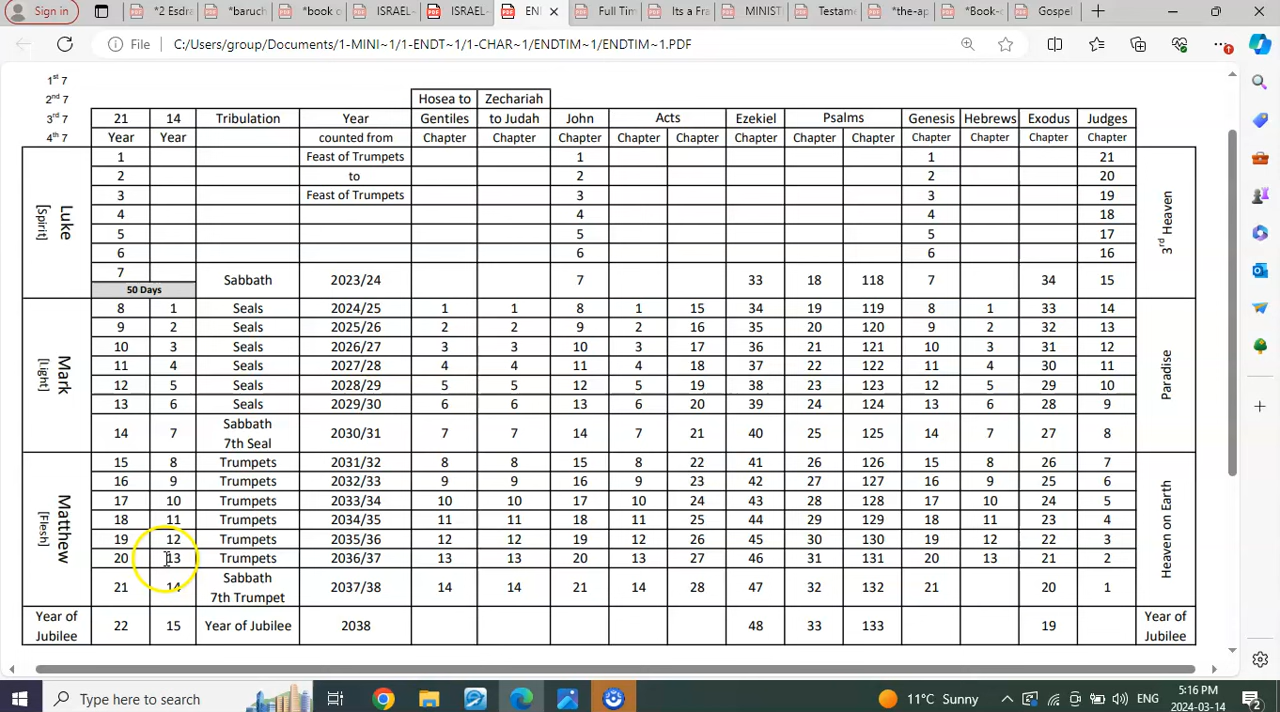 Sign in
*2 Esdra
*baruch
*book o
ISRAEL-
ISRAEL-
ENI
Full Tim
Its a Fra
MINIST
Testame
*the-ap
*Book-c
Gospel
File C:/Users/group/Documents/1-MINI~1/1-ENDT~1/1-CHAR~1/ENDTIM~1/ENDTIM~1.PDF
1st 7
2nd 7 Hosea to Zechariah
3rd 7 21 14 Tribulation Year Gentiles to Judah John Acts Ezekiel Psalms Genesis Hebrews Exodus Judges
4th 7 Year Year counted from Chapter Chapter Chapter Chapter Chapter Chapter Chapter Chapter Chapter Chapter Chapter Chapter
Luke
[Spirit]
1 Feast of Trumpets 1 1 21
2 to 2 2 20
3 Feast of Trumpets 3 3 19
4 4 4 18
5 5 5 17
6 6 6 16
7 Sabbath 2023/24 7 33 18 118 7 34 15
50 Days
3rd Heaven
Mark
[Light]
8 1 Seals 2024/25 1 1 8 1 15 34 19 119 8 1 33 14
9 2 Seals 2025/26 2 2 9 2 16 35 20 120 9 2 32 13
10 3 Seals 2026/27 3 3 10 3 17 36 21 121 10 3 31 12
11 4 Seals 2027/28 4 4 11 4 18 37 22 122 11 4 30 11
12 5 Seals 2028/29 5 5 12 5 19 38 23 123 12 5 29 10
13 6 Seals 2029/30 6 6 13 6 20 39 24 124 13 6 28 9
14 7 Sabbath 2030/31 7 7 14 7 21 40 25 125 14 7 27 8
7th Seal
Paradise
Matthew
[Flesh]
15 8 Trumpets 2031/32 8 8 15 8 22 41 26 126 15 8 26 7
16 9 Trumpets 2032/33 9 9 16 9 23 42 27 127 16 9 25 6
17 10 Trumpets 2033/34 10 10 17 10 24 43 28 128 17 10 24 5
18 11 Trumpets 2034/35 11 11 18 11 25 44 29 129 18 11 23 4
19 12 Trumpets 2035/36 12 12 19 12 26 45 30 130 19 12 22 3
20 13 Trumpets 2036/37 13 13 20 13 27 46 31 131 20 13 21 2
21 14 Sabbath 2037/38 14 14 21 14 28 47 32 132 21 20 1
7th Trumpet
Heaven on Earth
Year of Jubilee 22 15 Year of Jubilee 2038 48 33 133 19 Year of Jubilee
Type here to search
11°C Sunny
ENG
5:16 PM
2024-03-14
2